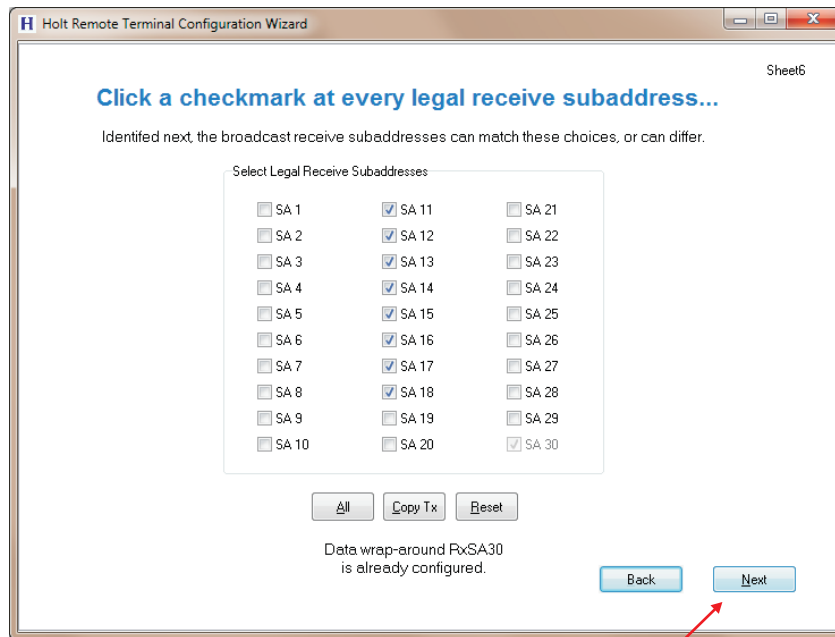 H Holt Remote Terminal Configuration Wizard
Sheet6
Click a checkmark at every legal receive subaddress...
Identifed next, the broadcast receive subaddresses can match these choices, or can differ.
Select Legal Receive Subaddresses
SA 1 SA 11 SA 21
SA 2 SA 12 SA 22
SA 3 SA 13 SA 23
SA 4 SA 14 SA 24
SA 5 SA 15 SA 25
SA 6 SA 16 SA 26
SA 7 SA 17 SA 27
SA 8 SA 18 SA 28
SA 9 SA 19 SA 29
SA 10 SA 20 SA 30
All Copy Tx Reset
Data wrap-around RxSA30
is already configured.
Back Next